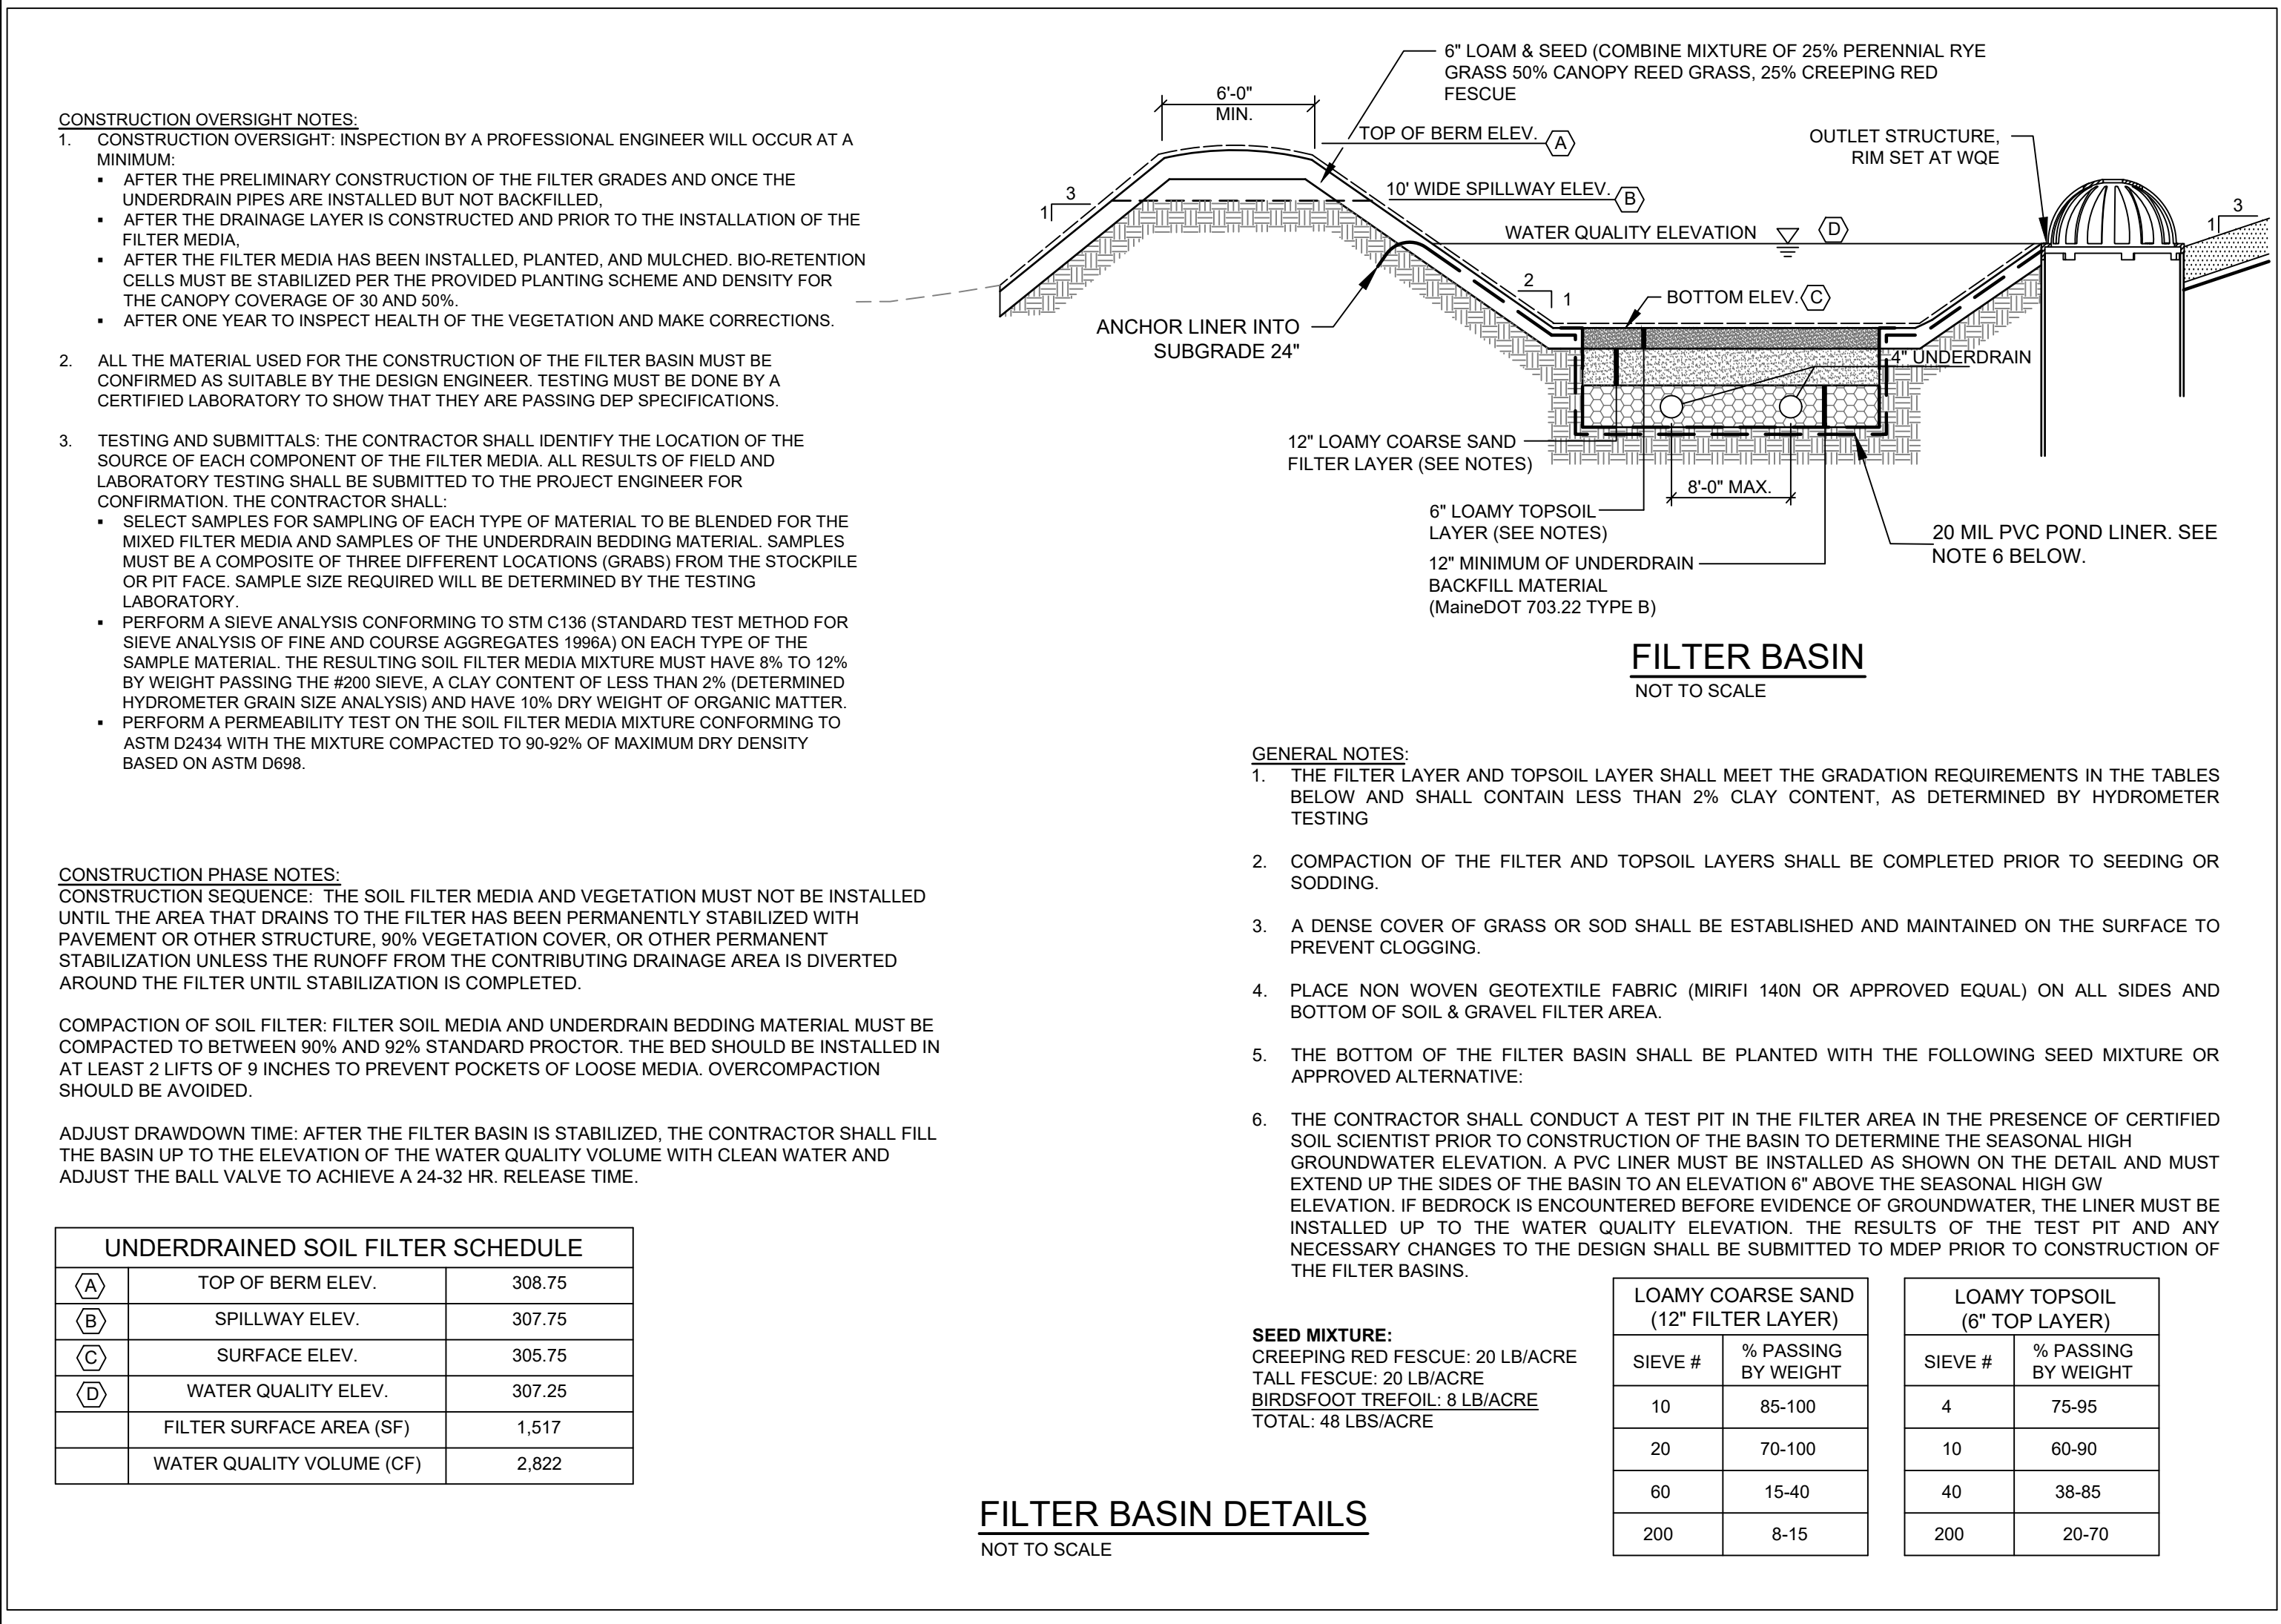 CONSTRUCTION OVERSIGHT NOTES:
1. CONSTRUCTION OVERSIGHT: INSPECTION BY A PROFESSIONAL ENGINEER WILL OCCUR AT A
MINIMUM:
▪ AFTER THE PRELIMINARY CONSTRUCTION OF THE FILTER GRADES AND ONCE THE
UNDERDRAIN PIPES ARE INSTALLED BUT NOT BACKFILLED,
▪ AFTER THE DRAINAGE LAYER IS CONSTRUCTED AND PRIOR TO THE INSTALLATION OF THE
FILTER MEDIA,
▪ AFTER THE FILTER MEDIA HAS BEEN INSTALLED, PLANTED, AND MULCHED. BIO-RETENTION
CELLS MUST BE STABILIZED PER THE PROVIDED PLANTING SCHEME AND DENSITY FOR
THE CANOPY COVERAGE OF 30 AND 50%.
▪ AFTER ONE YEAR TO INSPECT HEALTH OF THE VEGETATION AND MAKE CORRECTIONS.
2. ALL THE MATERIAL USED FOR THE CONSTRUCTION OF THE FILTER BASIN MUST BE
CONFIRMED AS SUITABLE BY THE DESIGN ENGINEER. TESTING MUST BE DONE BY A
CERTIFIED LABORATORY TO SHOW THAT THEY ARE PASSING DEP SPECIFICATIONS.
3. TESTING AND SUBMITTALS: THE CONTRACTOR SHALL IDENTIFY THE LOCATION OF THE
SOURCE OF EACH COMPONENT OF THE FILTER MEDIA. ALL RESULTS OF FIELD AND
LABORATORY TESTING SHALL BE SUBMITTED TO THE PROJECT ENGINEER FOR
CONFIRMATION. THE CONTRACTOR SHALL:
▪ SELECT SAMPLES FOR SAMPLING OF EACH TYPE OF MATERIAL TO BE BLENDED FOR THE
MIXED FILTER MEDIA AND SAMPLES OF THE UNDERDRAIN BEDDING MATERIAL. SAMPLES
MUST BE A COMPOSITE OF THREE DIFFERENT LOCATIONS (GRABS) FROM THE STOCKPILE
OR PIT FACE. SAMPLE SIZE REQUIRED WILL BE DETERMINED BY THE TESTING
LABORATORY.
▪ PERFORM A SIEVE ANALYSIS CONFORMING TO STM C136 (STANDARD TEST METHOD FOR
SIEVE ANALYSIS OF FINE AND COURSE AGGREGATES 1996A) ON EACH TYPE OF THE
SAMPLE MATERIAL. THE RESULTING SOIL FILTER MEDIA MIXTURE MUST HAVE 8% TO 12%
BY WEIGHT PASSING THE #200 SIEVE, A CLAY CONTENT OF LESS THAN 2% (DETERMINED
HYDROMETER GRAIN SIZE ANALYSIS) AND HAVE 10% DRY WEIGHT OF ORGANIC MATTER.
▪ PERFORM A PERMEABILITY TEST ON THE SOIL FILTER MEDIA MIXTURE CONFORMING TO
ASTM D2434 WITH THE MIXTURE COMPACTED TO 90-92% OF MAXIMUM DRY DENSITY
BASED ON ASTM D698.
CONSTRUCTION PHASE NOTES:
CONSTRUCTION SEQUENCE: THE SOIL FILTER MEDIA AND VEGETATION MUST NOT BE INSTALLED
UNTIL THE AREA THAT DRAINS TO THE FILTER HAS BEEN PERMANENTLY STABILIZED WITH
PAVEMENT OR OTHER STRUCTURE, 90% VEGETATION COVER, OR OTHER PERMANENT
STABILIZATION UNLESS THE RUNOFF FROM THE CONTRIBUTING DRAINAGE AREA IS DIVERTED
AROUND THE FILTER UNTIL STABILIZATION IS COMPLETED.
COMPACTION OF SOIL FILTER: FILTER SOIL MEDIA AND UNDERDRAIN BEDDING MATERIAL MUST BE
COMPACTED TO BETWEEN 90% AND 92% STANDARD PROCTOR. THE BED SHOULD BE INSTALLED IN
AT LEAST 2 LIFTS OF 9 INCHES TO PREVENT POCKETS OF LOOSE MEDIA. OVERCOMPACTION
SHOULD BE AVOIDED.
ADJUST DRAWDOWN TIME: AFTER THE FILTER BASIN IS STABILIZED, THE CONTRACTOR SHALL FILL
THE BASIN UP TO THE ELEVATION OF THE WATER QUALITY VOLUME WITH CLEAN WATER AND
ADJUST THE BALL VALVE TO ACHIEVE A 24-32 HR. RELEASE TIME.
UNDERDRAINED SOIL FILTER SCHEDULE
A TOP OF BERM ELEV. 308.75
B SPILLWAY ELEV. 307.75
C SURFACE ELEV. 305.75
D WATER QUALITY ELEV. 307.25
FILTER SURFACE AREA (SF) 1,517
WATER QUALITY VOLUME (CF) 2,822
6" LOAM & SEED (COMBINE MIXTURE OF 25% PERENNIAL RYE
GRASS 50% CANOPY REED GRASS, 25% CREEPING RED
FESCUE
6'-0"
MIN.
TOP OF BERM ELEV. A
OUTLET STRUCTURE,
RIM SET AT WQE
3
1
10' WIDE SPILLWAY ELEV. B
3
1
WATER QUALITY ELEVATION D
2
1
BOTTOM ELEV. C
ANCHOR LINER INTO
SUBGRADE 24"
4" UNDERDRAIN
12" LOAMY COARSE SAND
FILTER LAYER (SEE NOTES)
8'-0" MAX.
6" LOAMY TOPSOIL
LAYER (SEE NOTES)
20 MIL PVC POND LINER. SEE
NOTE 6 BELOW.
12" MINIMUM OF UNDERDRAIN
BACKFILL MATERIAL
(MaineDOT 703.22 TYPE B)
FILTER BASIN
NOT TO SCALE
GENERAL NOTES:
1. THE FILTER LAYER AND TOPSOIL LAYER SHALL MEET THE GRADATION REQUIREMENTS IN THE TABLES
BELOW AND SHALL CONTAIN LESS THAN 2% CLAY CONTENT, AS DETERMINED BY HYDROMETER
TESTING
2. COMPACTION OF THE FILTER AND TOPSOIL LAYERS SHALL BE COMPLETED PRIOR TO SEEDING OR
SODDING.
3. A DENSE COVER OF GRASS OR SOD SHALL BE ESTABLISHED AND MAINTAINED ON THE SURFACE TO
PREVENT CLOGGING.
4. PLACE NON WOVEN GEOTEXTILE FABRIC (MIRIFI 140N OR APPROVED EQUAL) ON ALL SIDES AND
BOTTOM OF SOIL & GRAVEL FILTER AREA.
5. THE BOTTOM OF THE FILTER BASIN SHALL BE PLANTED WITH THE FOLLOWING SEED MIXTURE OR
APPROVED ALTERNATIVE:
6. THE CONTRACTOR SHALL CONDUCT A TEST PIT IN THE FILTER AREA IN THE PRESENCE OF CERTIFIED
SOIL SCIENTIST PRIOR TO CONSTRUCTION OF THE BASIN TO DETERMINE THE SEASONAL HIGH
GROUNDWATER ELEVATION. A PVC LINER MUST BE INSTALLED AS SHOWN ON THE DETAIL AND MUST
EXTEND UP THE SIDES OF THE BASIN TO AN ELEVATION 6" ABOVE THE SEASONAL HIGH GW
ELEVATION. IF BEDROCK IS ENCOUNTERED BEFORE EVIDENCE OF GROUNDWATER, THE LINER MUST BE
INSTALLED UP TO THE WATER QUALITY ELEVATION. THE RESULTS OF THE TEST PIT AND ANY
NECESSARY CHANGES TO THE DESIGN SHALL BE SUBMITTED TO MDEP PRIOR TO CONSTRUCTION OF
THE FILTER BASINS.
SEED MIXTURE:
CREEPING RED FESCUE: 20 LB/ACRE
TALL FESCUE: 20 LB/ACRE
BIRDSFOOT TREFOIL: 8 LB/ACRE
TOTAL: 48 LBS/ACRE
LOAMY COARSE SAND
(12" FILTER LAYER)
SIEVE # % PASSING
BY WEIGHT
10 85-100
20 70-100
60 15-40
200 8-15
LOAMY TOPSOIL
(6" TOP LAYER)
SIEVE # % PASSING
BY WEIGHT
4 75-95
10 60-90
40 38-85
200 20-70
FILTER BASIN DETAILS
NOT TO SCALE